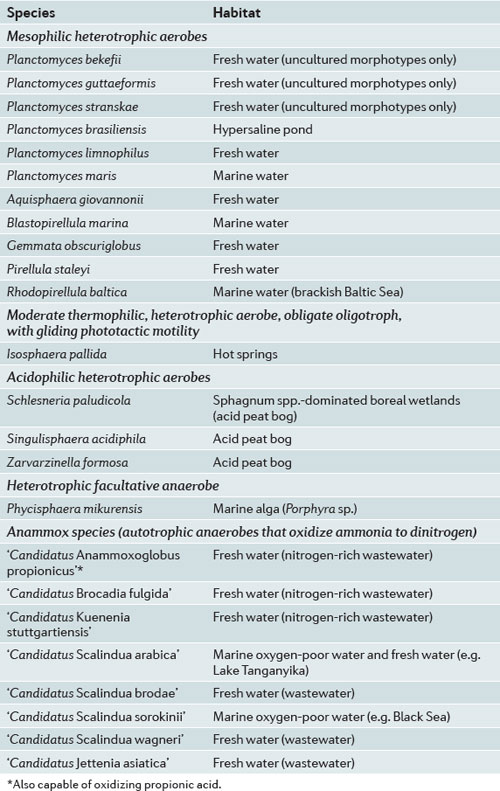 Species Habitat
Mesophilic heterotrophic aerobes
Planctomyces bekefii Fresh water (uncultured morphotypes only)
Planctomyces guttaeformis Fresh water (uncultured morphotypes only)
Planctomyces stranskae Fresh water (uncultured morphotypes only)
Planctomyces brasiliensis Hypersaline pond
Planctomyces limnophilus Fresh water
Planctomyces maris Marine water
Aquisphaera giovannonii Fresh water
Blastopirellula marina Marine water
Gemmata obscuriglobus Fresh water
Pirellula staleyi Fresh water
Rhodopirellula baltica Marine water (brackish Baltic Sea)
Moderate thermophilic, heterotrophic aerobe, obligate oligotroph,
with gliding phototactic motility
Isosphaera pallida Hot springs
Acidophilic heterotrophic aerobes
Schlesneria paludicola Sphagnum spp.-dominated boreal wetlands
(acid peat bog)
Singulisphaera acidiphila Acid peat bog
Zarvarzinella formosa Acid peat bog
Heterotrophic facultative anaerobe
Phycisphaera mikurensis Marine alga (Porphyra sp.)
Anammox species (autotrophic anaerobes that oxidize ammonia to dinitrogen)
‘Candidatus Anammoxoglobus Fresh water (nitrogen-rich wastewater)
propionicus’*
‘Candidatus Brocadia fulgida’ Fresh water (nitrogen-rich wastewater)
‘Candidatus Kuenenia Fresh water (nitrogen-rich wastewater)
stuttgartiensis’
‘Candidatus Scalindua arabica’ Marine oxygen-poor water and fresh water (e.g.
Lake Tanganyika)
‘Candidatus Scalindua brodae’ Fresh water (wastewater)
‘Candidatus Scalindua sorokinii’ Marine oxygen-poor water (e.g. Black Sea)
‘Candidatus Scalindua wagneri’ Fresh water (wastewater)
‘Candidatus Jettenia asiatica’ Fresh water (wastewater)
*Also capable of oxidizing propionic acid.